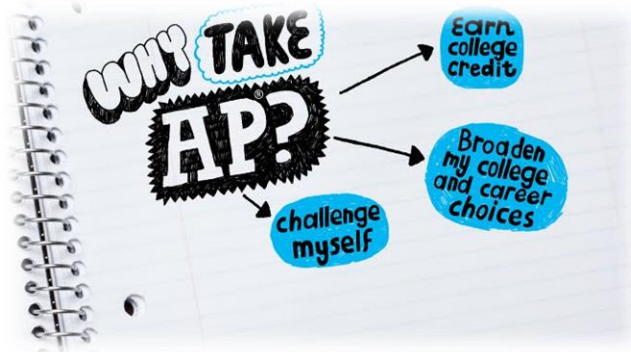 WHY TAKE
AP®?
Earn
college
credit
Broaden
my college
and career
choices
challenge
myself